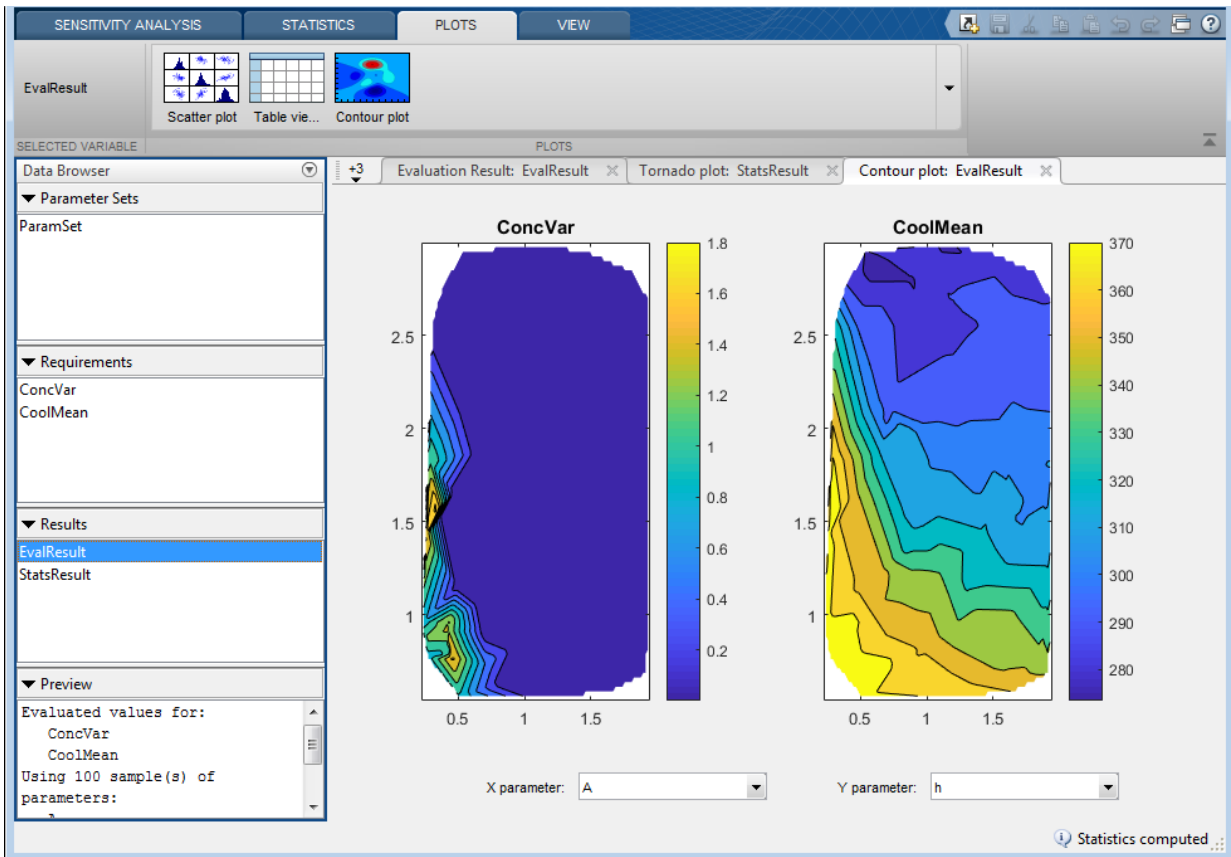 SENSITIVITY ANALYSIS STATISTICS PLOTS VIEW
EvalResult
Scatter plot Table vie... Contour plot
SELECTED VARIABLE PLOTS
Data Browser
Parameter Sets
ParamSet
Requirements
ConcVar
CoolMean
Results
EvalResult
StatsResult
Preview
Evaluated values for:
ConcVar
CoolMean
Using 100 sample(s) of
parameters:
+3 Evaluation Result: EvalResult Tornado plot: StatsResult Contour plot: EvalResult
ConcVar
2.5
2
1.5
1
0.5 1 1.5
1.8
1.6
1.4
1.2
1
0.8
0.6
0.4
0.2
CoolMean
2.5
2
1.5
1
0.5 1 1.5
370
360
350
340
330
320
310
300
290
280
X parameter: A Y parameter: h
Statistics computed